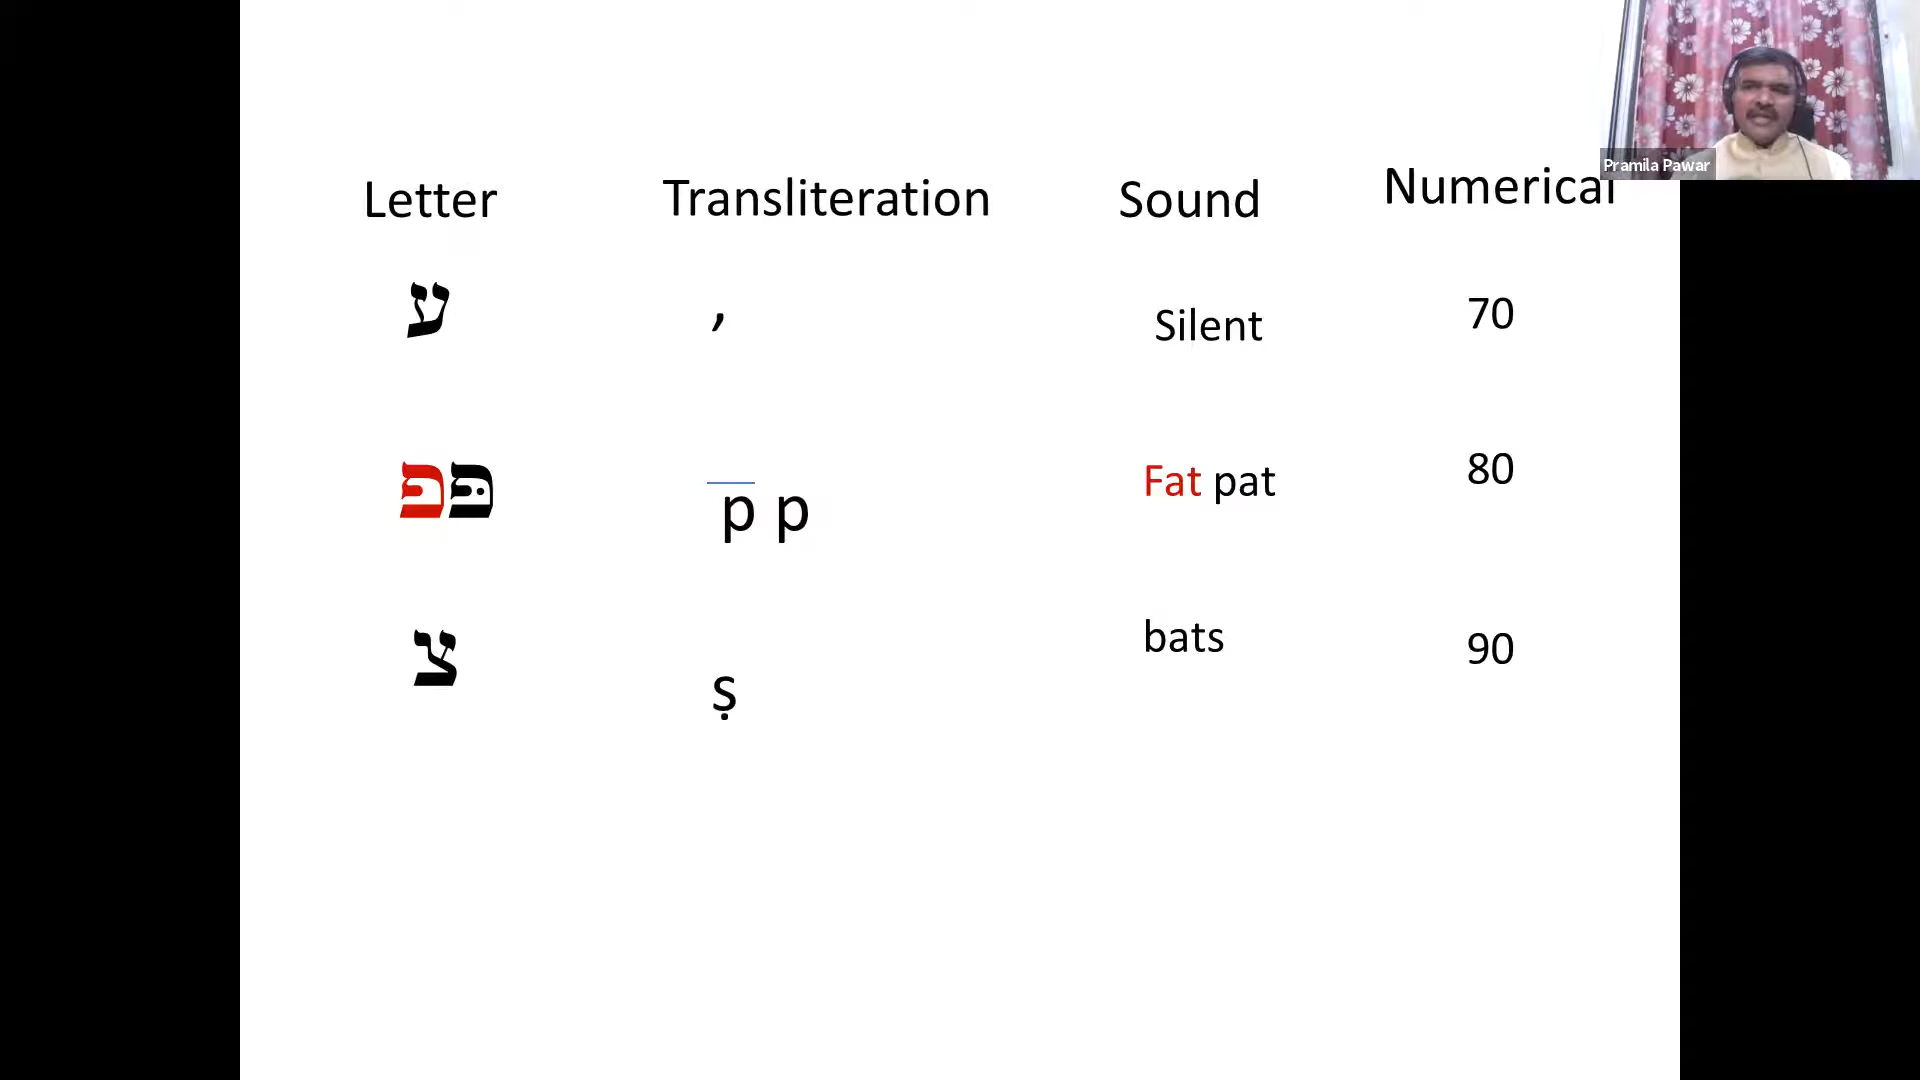 Pramila Pawar
Letter Transliteration Sound Numerical
ע , Silent 70
פּפ p̄ p Fat pat 80
צ ṣ bats 90